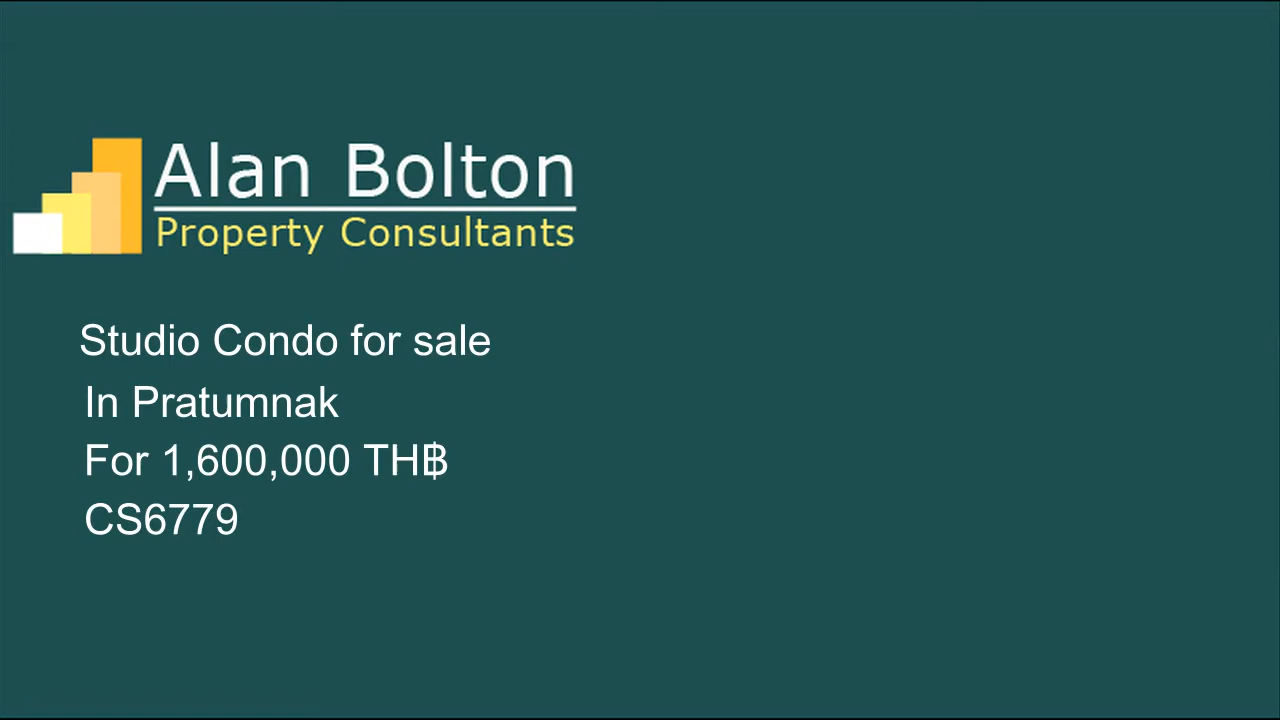 Alan Bolton
Property Consultants
Studio Condo for sale
In Pratumnak
For 1,600,000 TH฿
CS6779